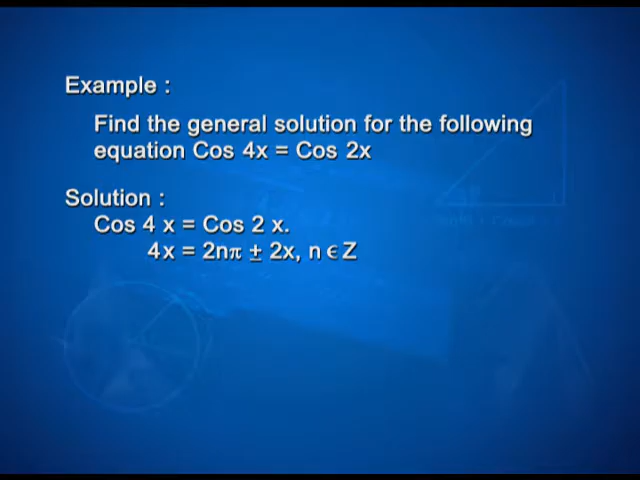 Example :
Find the general solution for the following
equation Cos 4x = Cos 2x
Solution :
Cos 4 x = Cos 2 x.
4x = 2nπ ± 2x, n ϵ Z